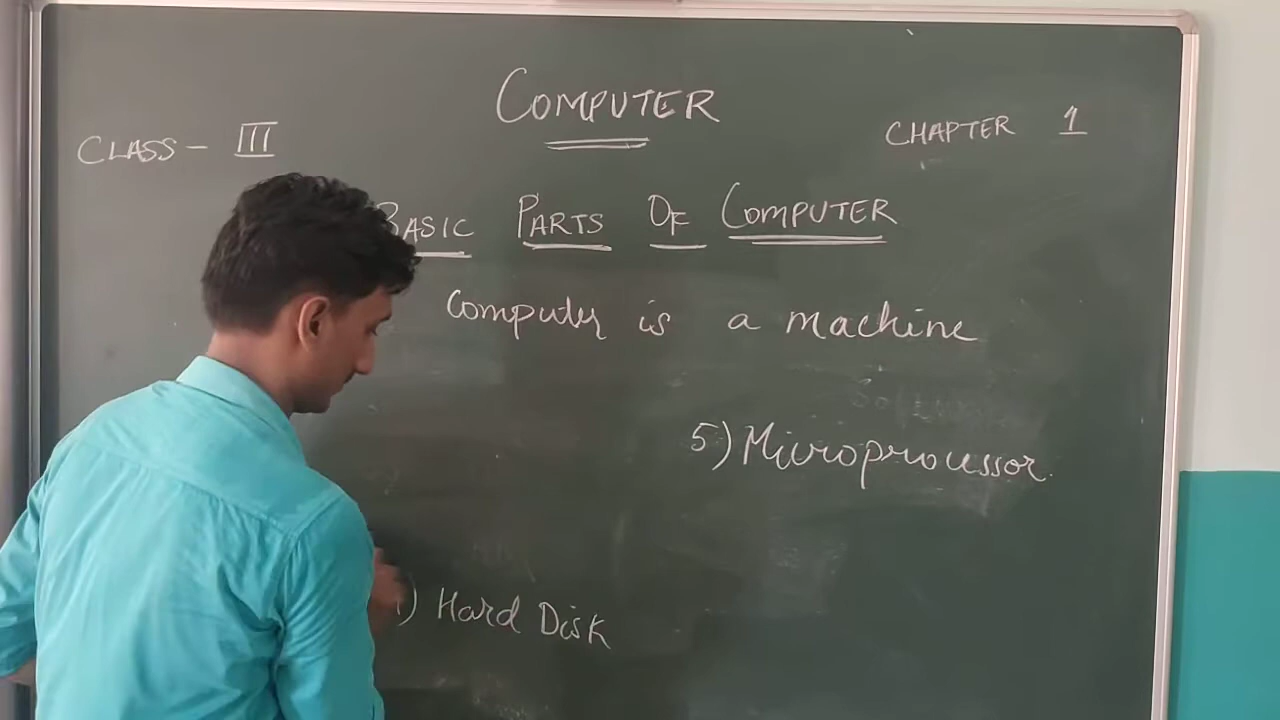 COMPUTER
CLASS- III
CHAPTER 1
BASIC PARTS OF COMPUTER
Computer is a machine
5) Microprocessor.
) Hard Disk